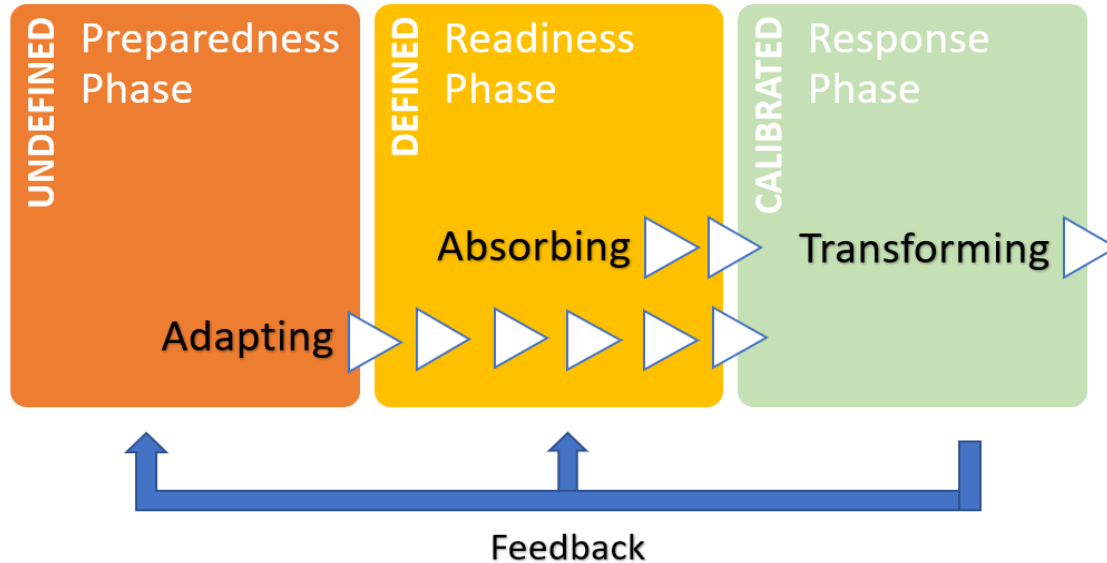 UNDEFINED
Preparedness
Phase
DEFINED
Readiness
Phase
CALIBRATED
Response
Phase
Absorbing
Transforming
Adapting
Feedback